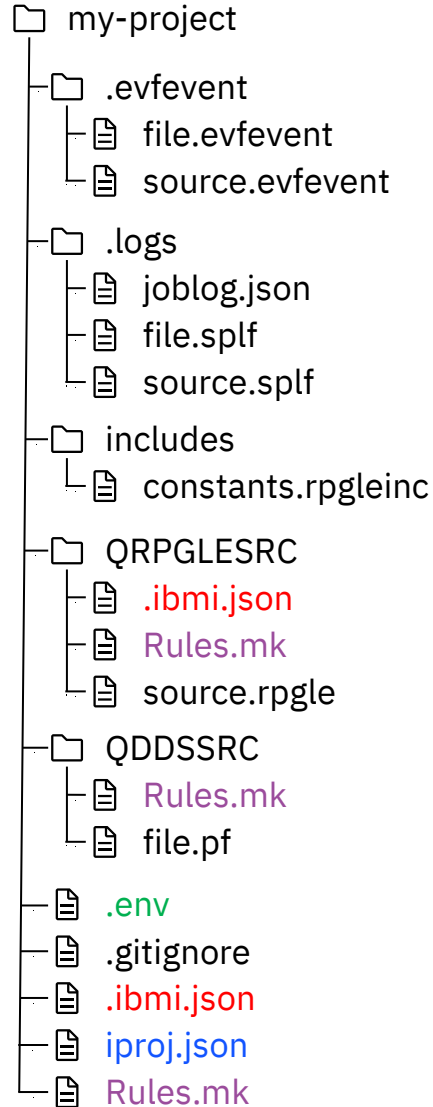 my-project
.evfevent
file.evfevent
source.evfevent
.logs
joblog.json
file.splf
source.splf
includes
constants.rpgleinc
QRPGLESRC
.ibmi.json
Rules.mk
source.rpgle
QDDSSRC
Rules.mk
file.pf
.env
.gitignore
.ibmi.json
iproj.json
Rules.mk